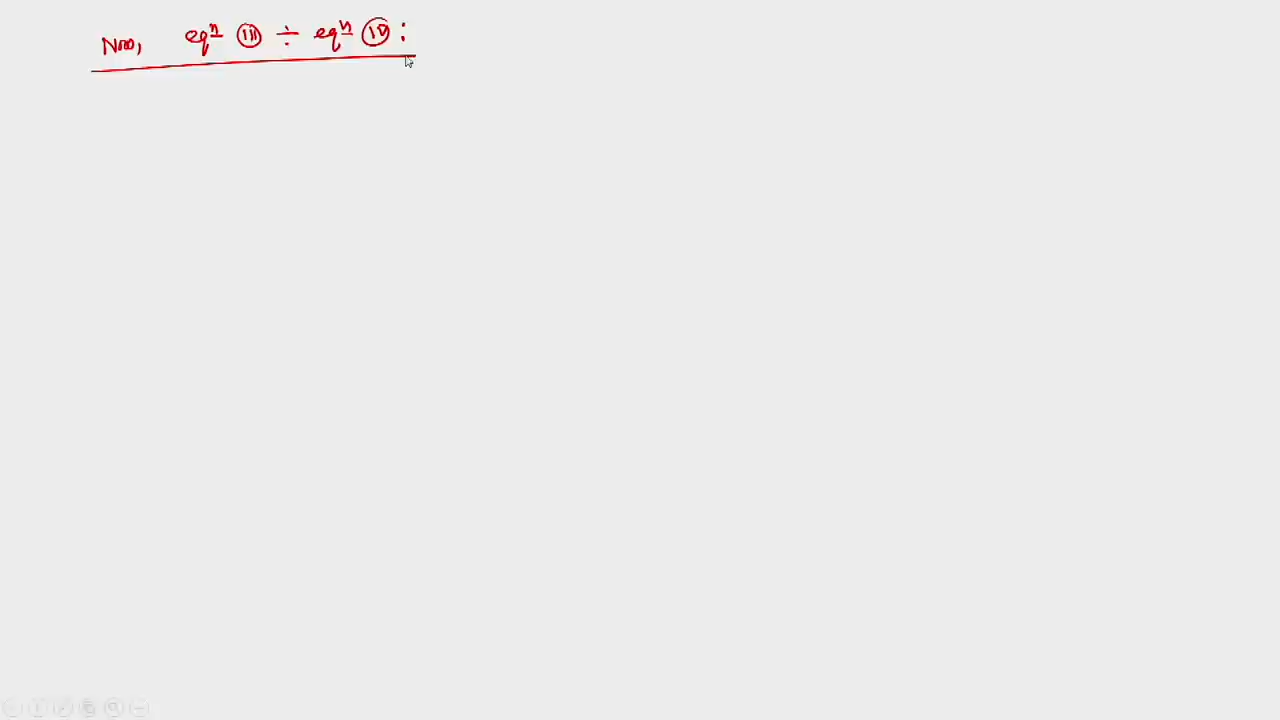 Now, eqn (iii) ÷ eqn (iv) :